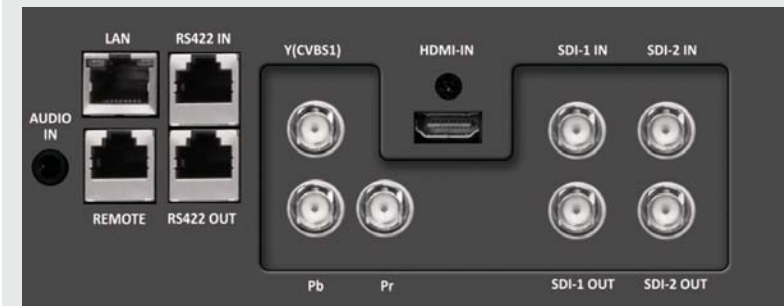 LAN RS422 IN Y(CVBS1) HDMI-IN SDI-1 IN SDI-2 IN
AUDIO
IN
REMOTE RS422 OUT
Pb Pr SDI-1 OUT SDI-2 OUT